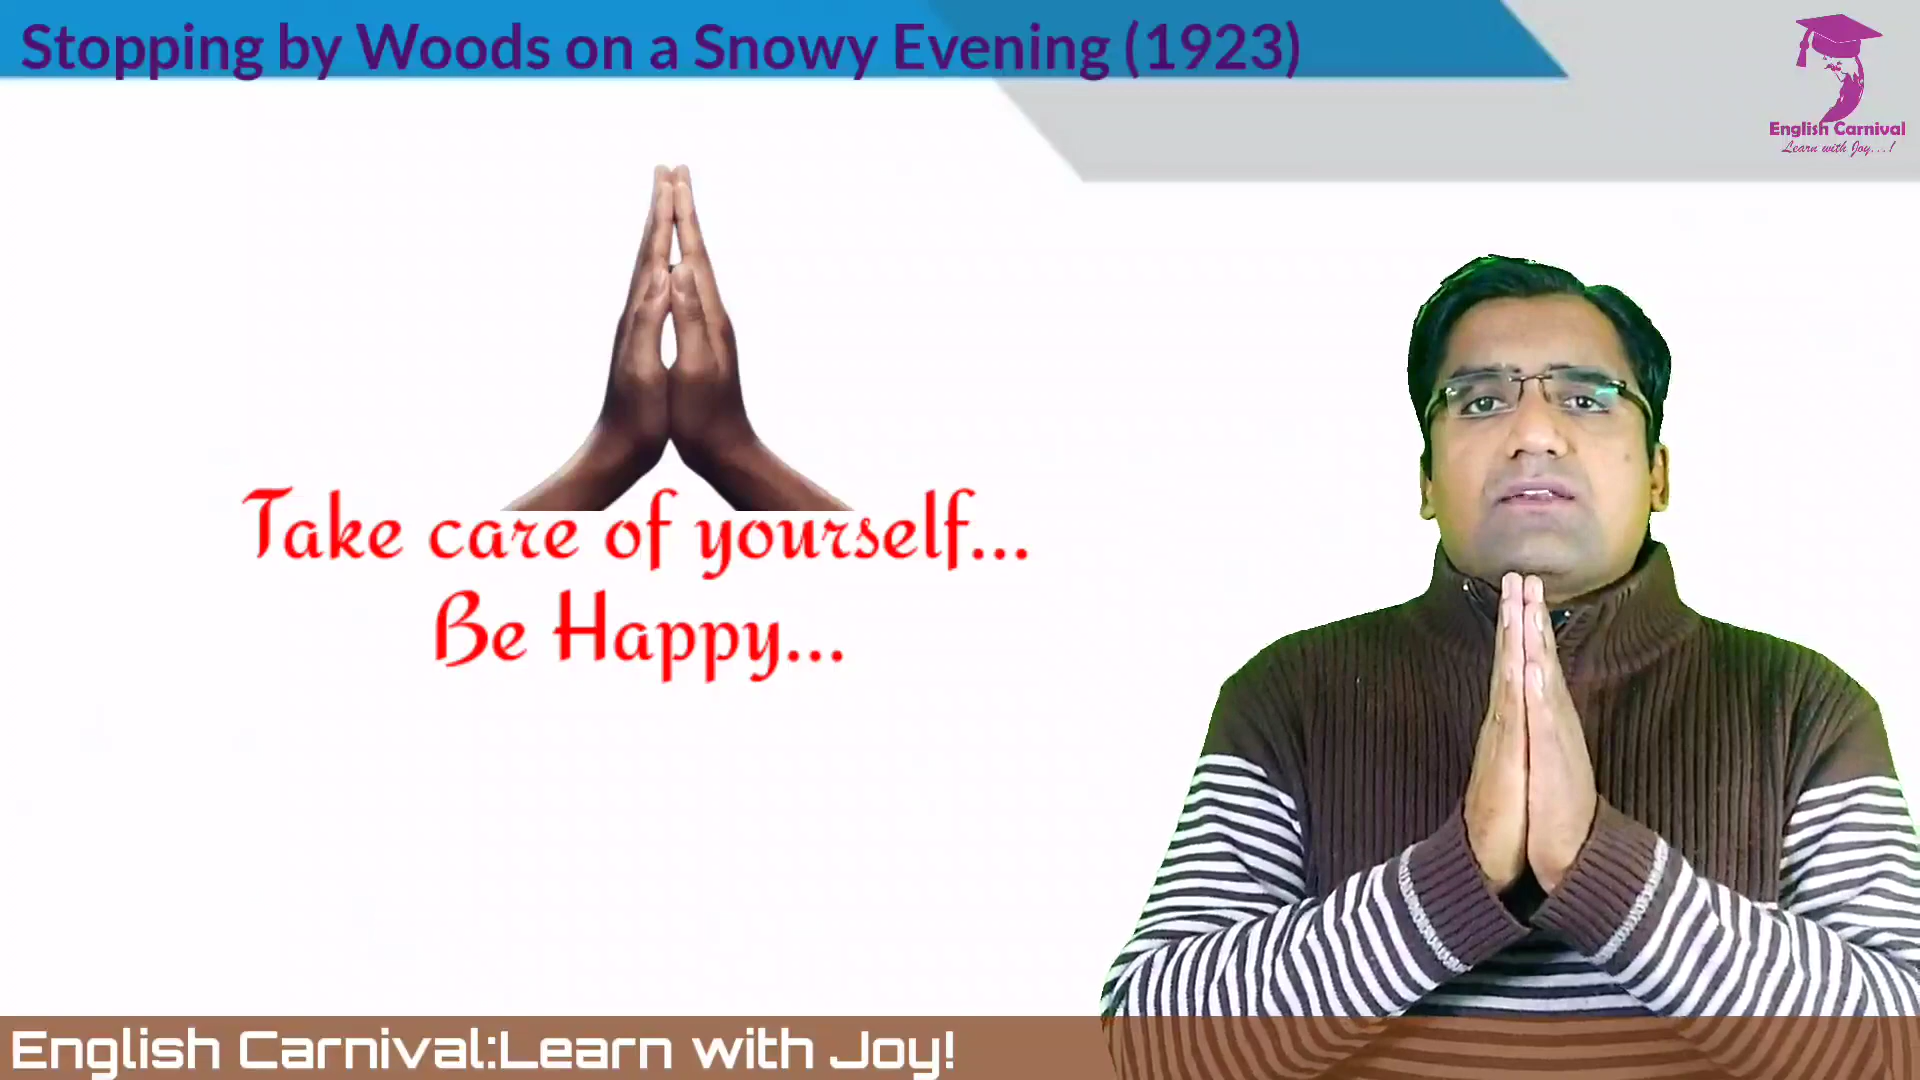 Stopping by Woods on a Snowy Evening (1923)
English Carnival
Learn with Joy...!
Take care of yourself...
Be Happy...
English Carnival:Learn with Joy!